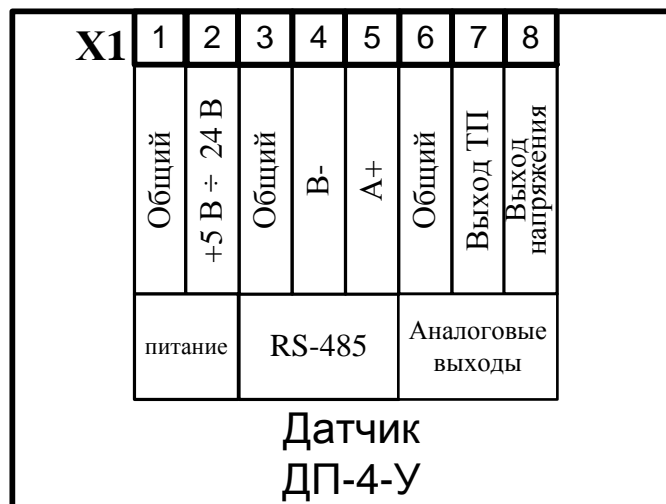 X1 1 2 3 4 5 6 7 8
Общий
+5 В ÷ 24 В
Общий
В-
А+
Общий
Выход ТП
Выход
напряжения
питание
RS-485
Аналоговые
выходы
Датчик
ДП-4-У